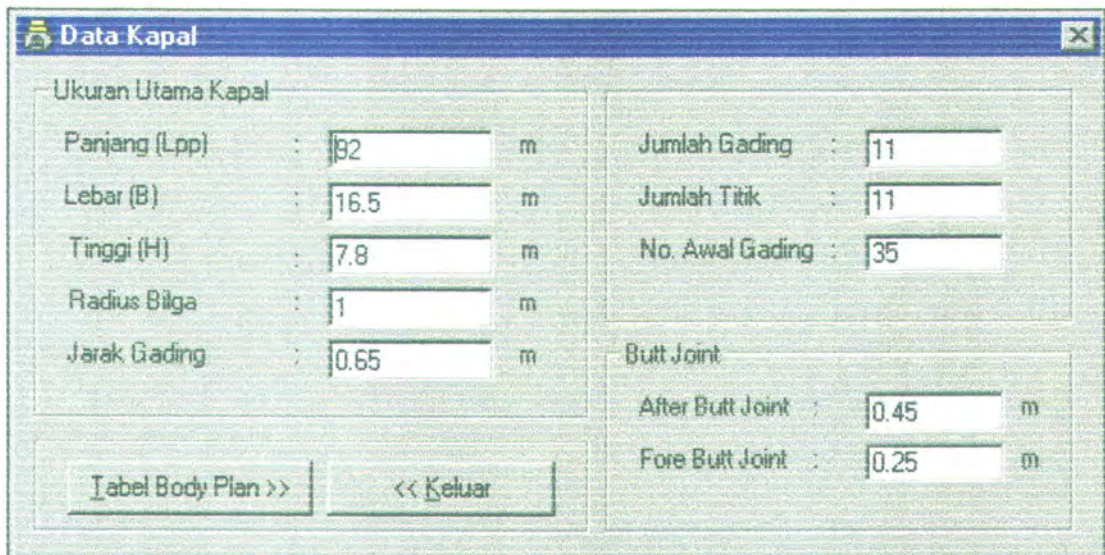 Data Kapal
Ukuran Utama Kapal
Panjang (Lpp) : 92 m
Lebar (B) : 16.5 m
Tinggi (H) : 7.8 m
Radius Bilga : 1 m
Jarak Gading : 0.65 m
Tabel Body Plan >>
<< Keluar
Jumlah Gading : 11
Jumlah Titik : 11
No. Awal Gading : 35
Butt Joint
After Butt Joint : 0.45 m
Fore Butt Joint : 0.25 m